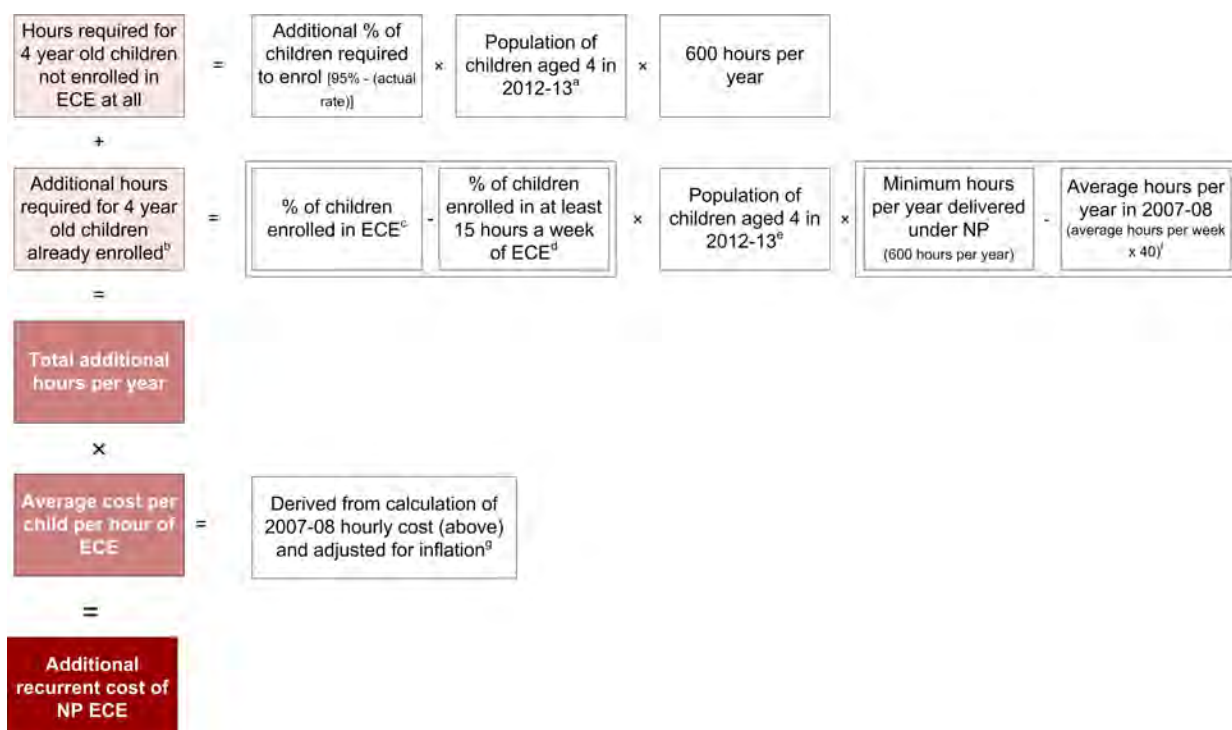 Hours required for
4 year old children
not enrolled in
ECE at all
=
Additional % of
children required
to enrol [95% - (actual
rate)]
×
Population of
children aged 4 in
2012-13ᵃ
×
600 hours per
year
+
Additional hours
required for 4 year
old children
already enrolledᵇ
=
% of children
enrolled in ECEᶜ
-
% of children
enrolled in at least
15 hours a week
of ECEᵈ
×
Population of
children aged 4 in
2012-13ᵉ
×
Minimum hours
per year delivered
under NP
(600 hours per year)
-
Average hours per
year in 2007-08
(average hours per week
x 40)ᶠ
=
Total additional
hours per year
×
Average cost per
child per hour of
ECE
=
Derived from calculation of
2007-08 hourly cost (above)
and adjusted for inflationᵍ
=
Additional
recurrent cost of
NP ECE